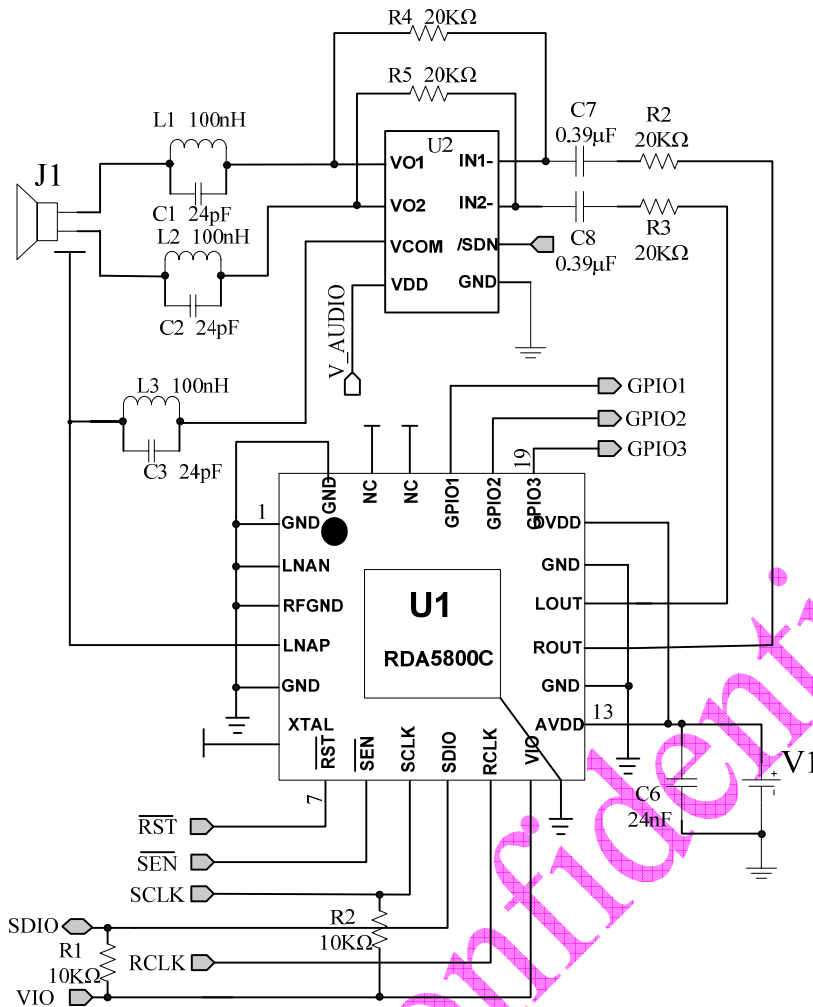 R4 20KΩ
R5 20KΩ
L1 100nH
C7
0.39µF
R2
20KΩ
U2
J1
VO1
IN1-
C1 24pF
VO2
IN2-
L2 100nH
C8
0.39µF
R3
20KΩ
VCOM
/SDN
VDD
GND
C2 24pF
V_AUDIO
L3 100nH
C3 24pF
GPIO1
GPIO2
GPIO3
19
GND
NC
NC
GPIO1
GPIO2
GPIO3
1
GND
DVDD
LNAN
GND
RFGND
LOUT
U1
RDA5800C
LNAP
ROUT
GND
GND
XTAL
AVDD
13
RST
SEN
SCLK
SDIO
RCLK
VIO
7
V1
+
-
C6
24nF
RST
SEN
SCLK
SDIO
R1
10KΩ
R2
10KΩ
RCLK
VIO
onfidenti